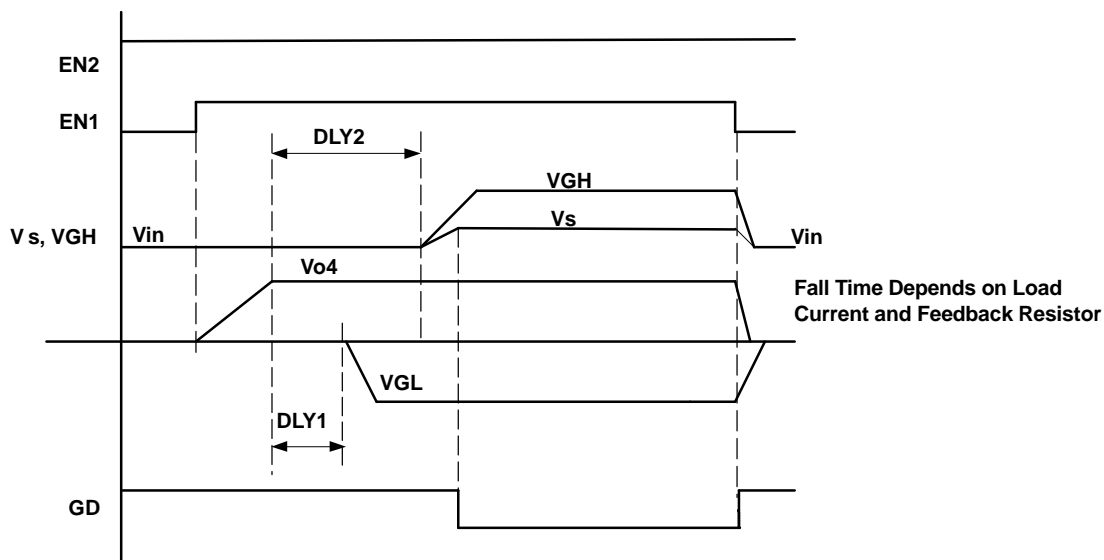 EN2
EN1
DLY2
VGH
Vs
V s, VGH
Vin
Vin
Vo4
Fall Time Depends on Load
Current and Feedback Resistor
VGL
DLY1
GD